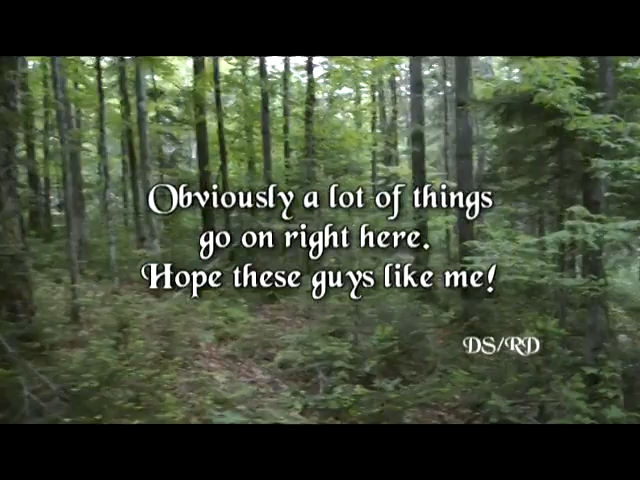 Obviously a lot of things
go on right here.
Hope these guys like me!
DS/RD